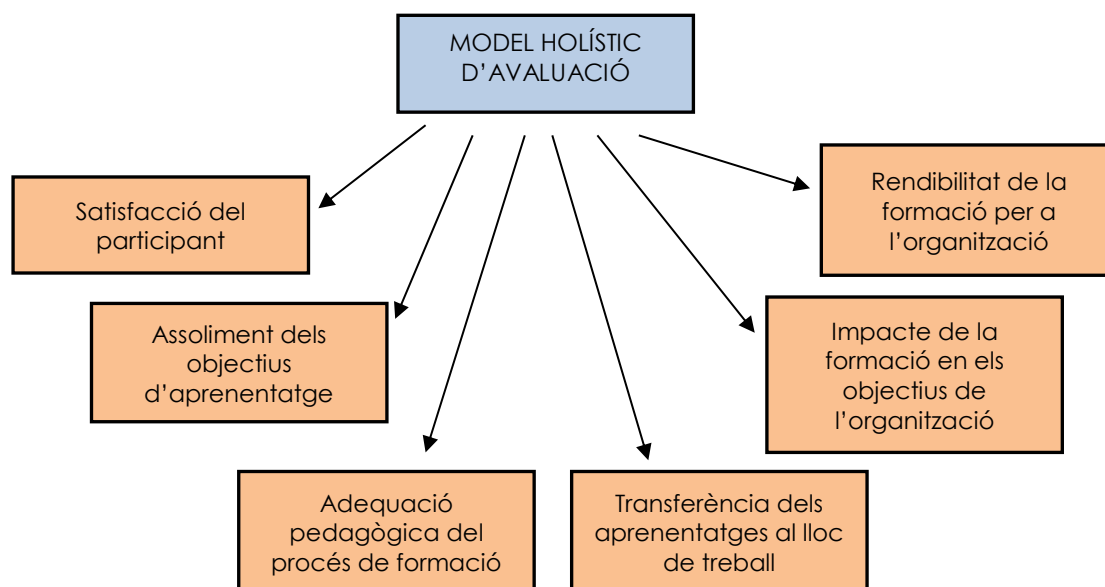 MODEL HOLÍSTIC
D’AVALUACIÓ
Satisfacció del
participant
Assoliment dels
objectius
d’aprenentatge
Adequació
pedagògica del
procés de formació
Transferència dels
aprenentatges al lloc
de treball
Impacte de la
formació en els
objectius de
l’organització
Rendibilitat de la
formació per a
l’organització